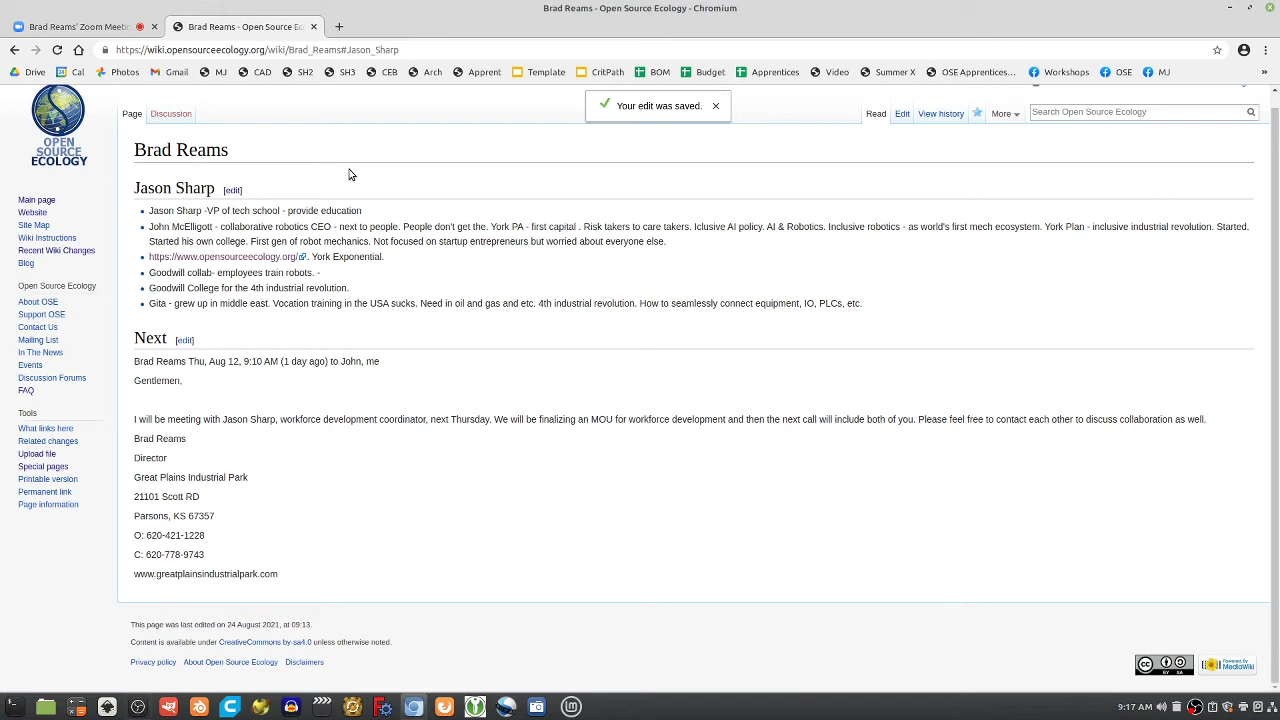 Brad Reams - Open Source Ecology - Chromium
Brad Reams' Zoom Meetin
Brad Reams - Open Source Ec
https://wiki.opensourceecology.org/wiki/Brad_Reams#Jason_Sharp
Drive Cal Photos Gmail MJ CAD SH2 SH3 CEB Arch Apprent Template CritPath BOM Budget Apprentices Video Summer X OSE Apprentices... Workshops OSE MJ »
Your edit was saved.
Page Discussion Read Edit View history More Search Open Source Ecology
OPEN
SOURCE
ECOLOGY
Main page
Website
Site Map
Wiki Instructions
Recent Wiki Changes
Blog
Open Source Ecology
About OSE
Support OSE
Contact Us
Mailing List
In The News
Events
Discussion Forums
FAQ
Tools
What links here
Related changes
Upload file
Special pages
Printable version
Permanent link
Page information
Brad Reams
Jason Sharp [edit]
Jason Sharp -VP of tech school - provide education
John McElligott - collaborative robotics CEO - next to people. People don't get the. York PA - first capital . Risk takers to care takers. Iclusive AI policy. AI & Robotics. Inclusive robotics - as world's first mech ecosystem. York Plan - inclusive industrial revolution. Started.
Started his own college. First gen of robot mechanics. Not focused on startup entrepreneurs but worried about everyone else.
https://www.opensourceecology.org/ . York Exponential.
Goodwill collab- employees train robots. -
Goodwill College for the 4th industrial revolution.
Gita - grew up in middle east. Vocation training in the USA sucks. Need in oil and gas and etc. 4th industrial revolution. How to seamlessly connect equipment, IO, PLCs, etc.
Next [edit]
Brad Reams Thu, Aug 12, 9:10 AM (1 day ago) to John, me
Gentlemen,
I will be meeting with Jason Sharp, workforce development coordinator, next Thursday. We will be finalizing an MOU for workforce development and then the next call will include both of you. Please feel free to contact each other to discuss collaboration as well.
Brad Reams
Director
Great Plains Industrial Park
21101 Scott RD
Parsons, KS 67357
O: 620-421-1228
C: 620-778-9743
www.greatplainsindustrialpark.com
This page was last edited on 24 August 2021, at 09:13.
Content is available under CreativeCommons by-sa4.0 unless otherwise noted.
Privacy policy About Open Source Ecology Disclaimers
cc BY SA Powered By MediaWiki
9:17 AM